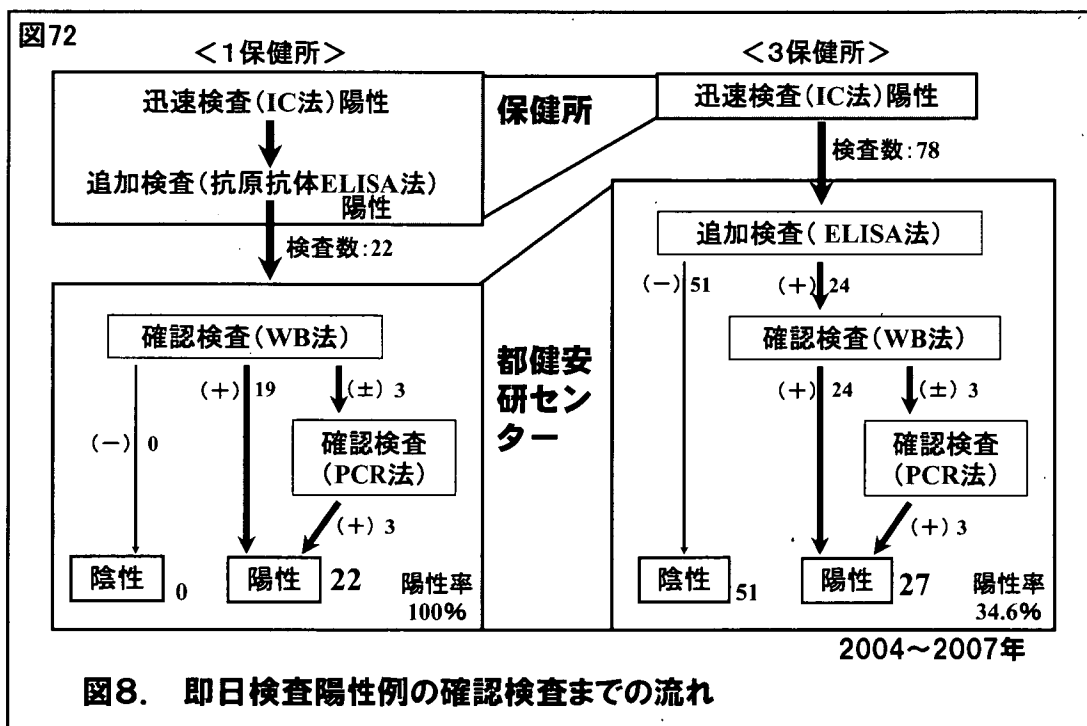 図72
<1保健所>
迅速検査(IC法)陽性
追加検査(抗原抗体ELISA法)
陽性
検査数:22
確認検査(WB法)
(-) 0
(+) 19
(±) 3
確認検査
(PCR法)
(+) 3
陰性 0
陽性 22
陽性率
100%
保健所
都健安
研セン
ター
<3保健所>
迅速検査(IC法)陽性
検査数:78
追加検査( ELISA法)
(-) 51
(+) 24
確認検査(WB法)
(+) 24
(±) 3
確認検査
(PCR法)
(+) 3
陰性 51
陽性 27
陽性率
34.6%
2004~2007年
図8. 即日検査陽性例の確認検査までの流れ